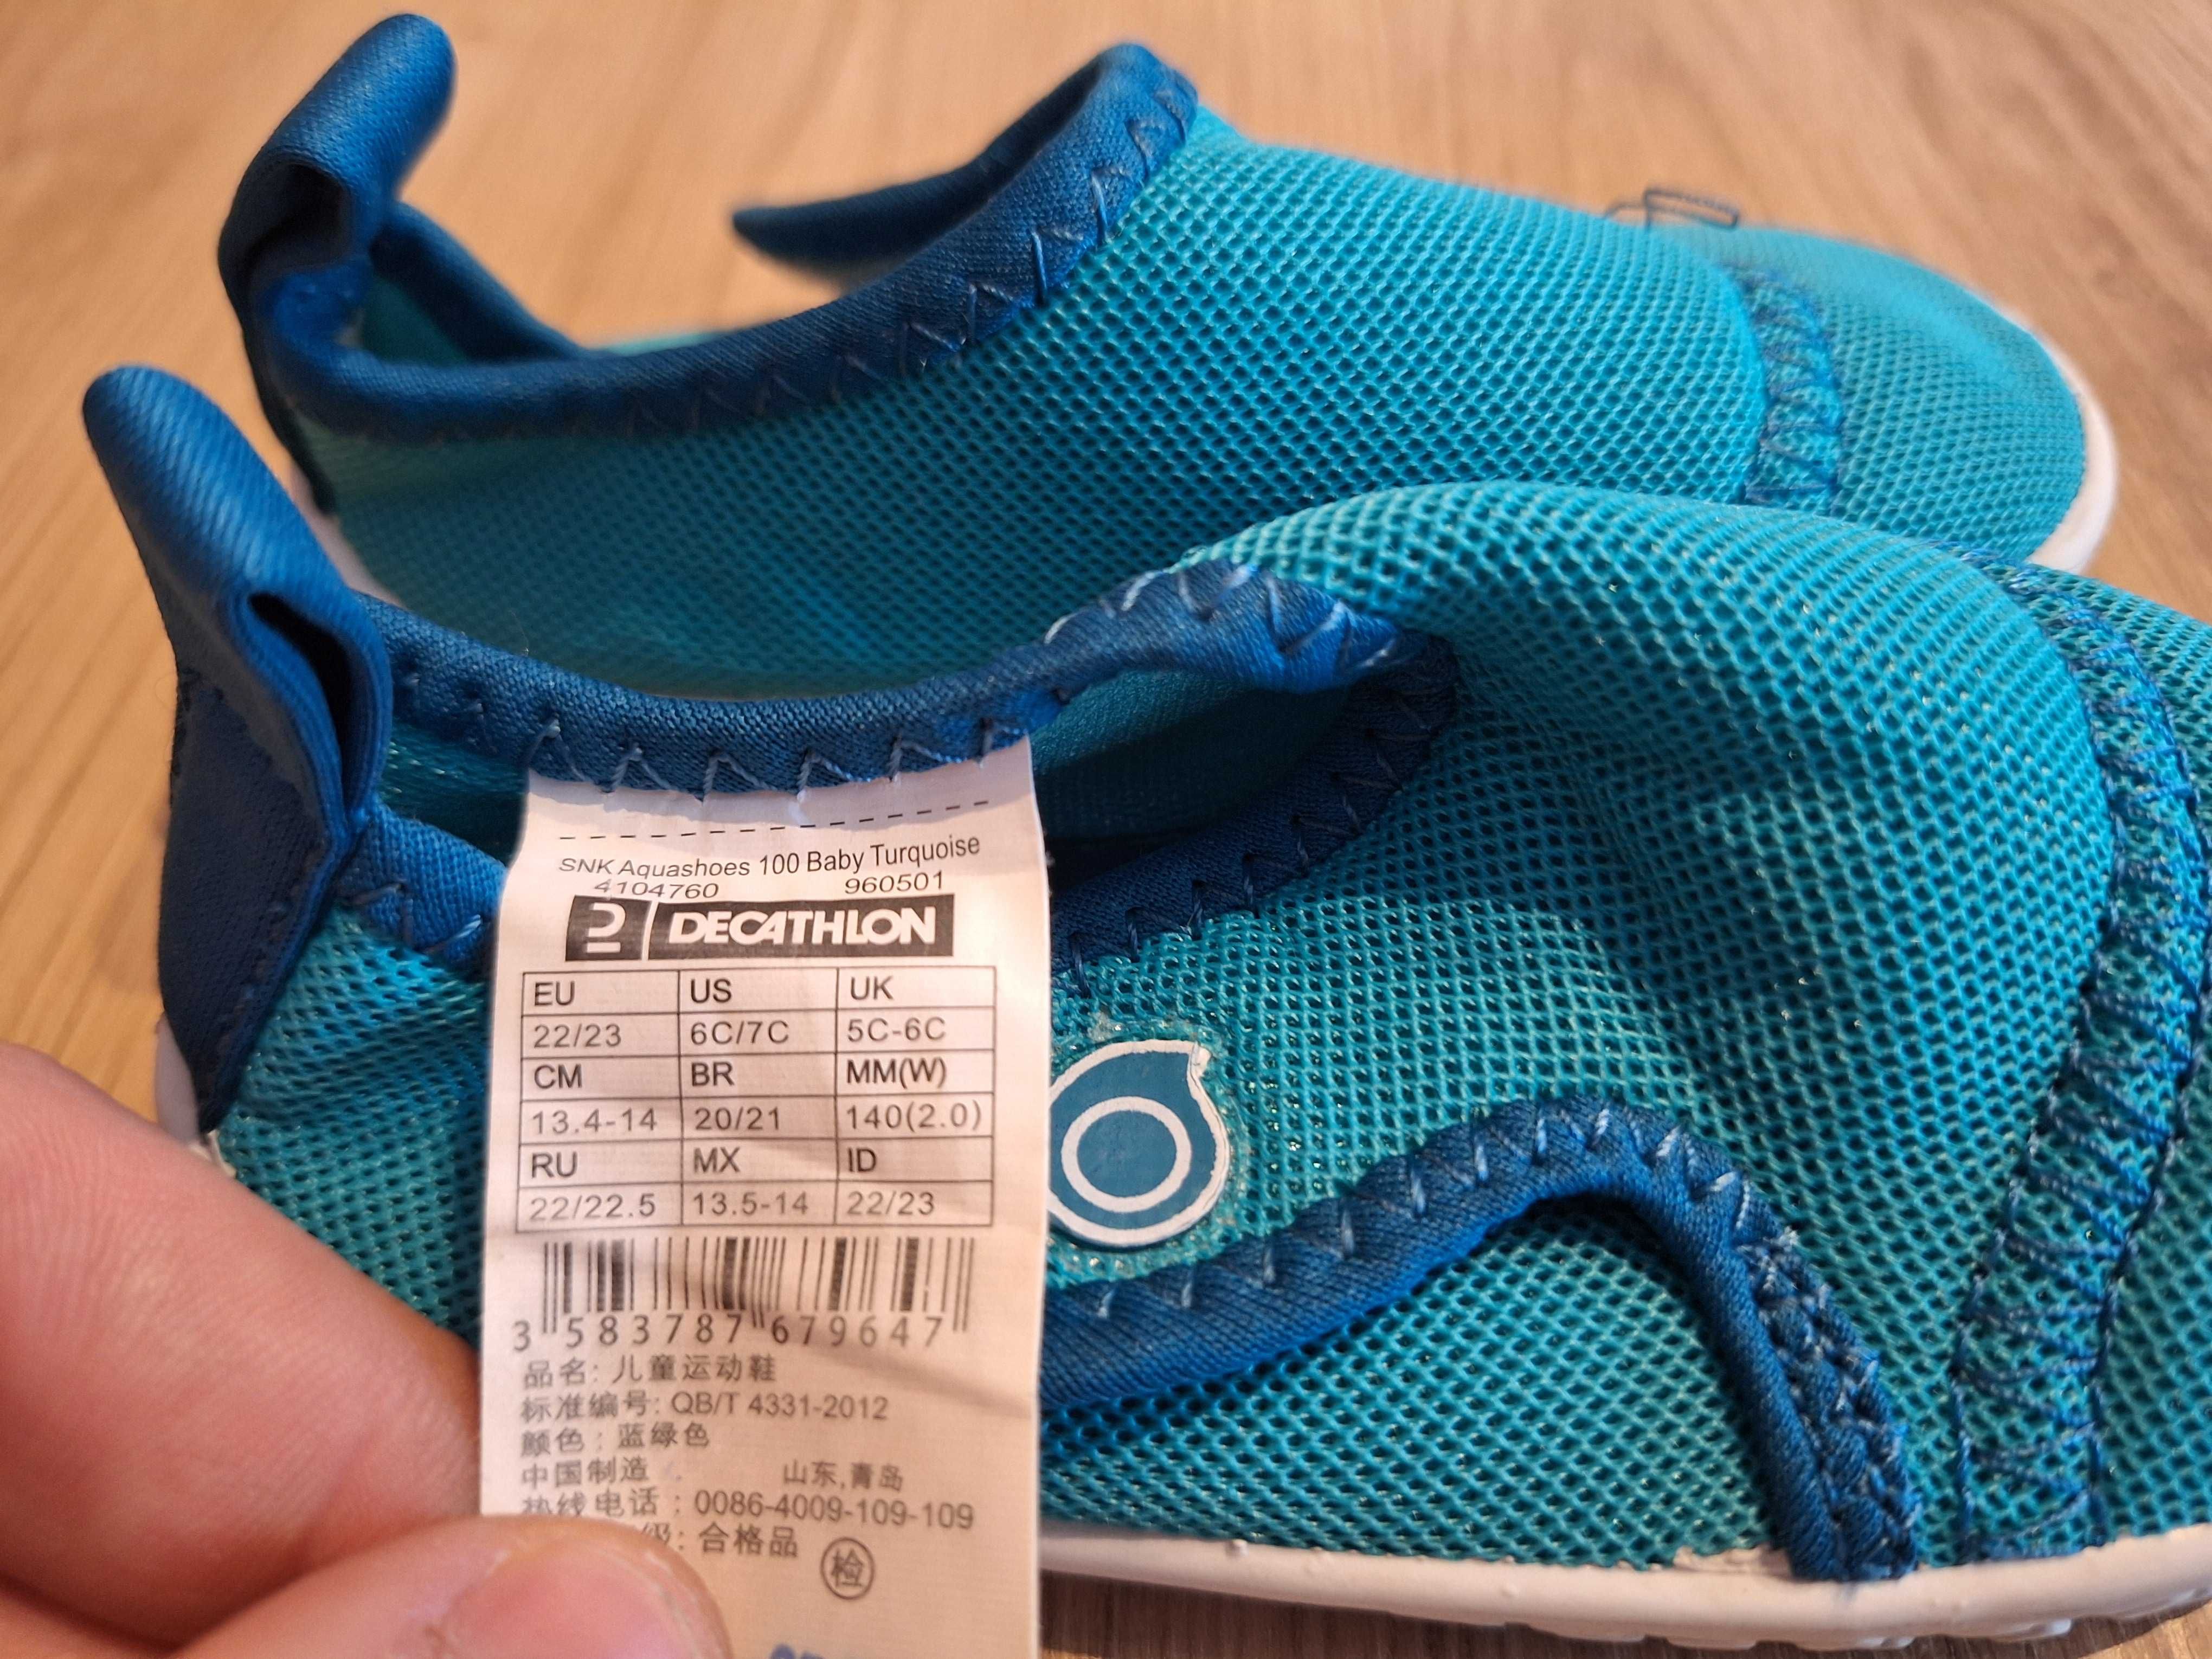 SNK Aquashoes 100 Baby Turquoise
4104760 960501
DECATHLON
EU US UK
22/23 6C/7C 5C-6C
CM BR MM(W)
13.4-14 20/21 140(2.0)
RU MX ID
22/22.5 13.5-14 22/23
3 583787 679647
品名: 儿童运动鞋
标准编号: QB/T 4331-2012
颜色: 蓝绿色
中国制造 山东,青岛
热线电话: 0086-4009-109-109
级: 合格品
检